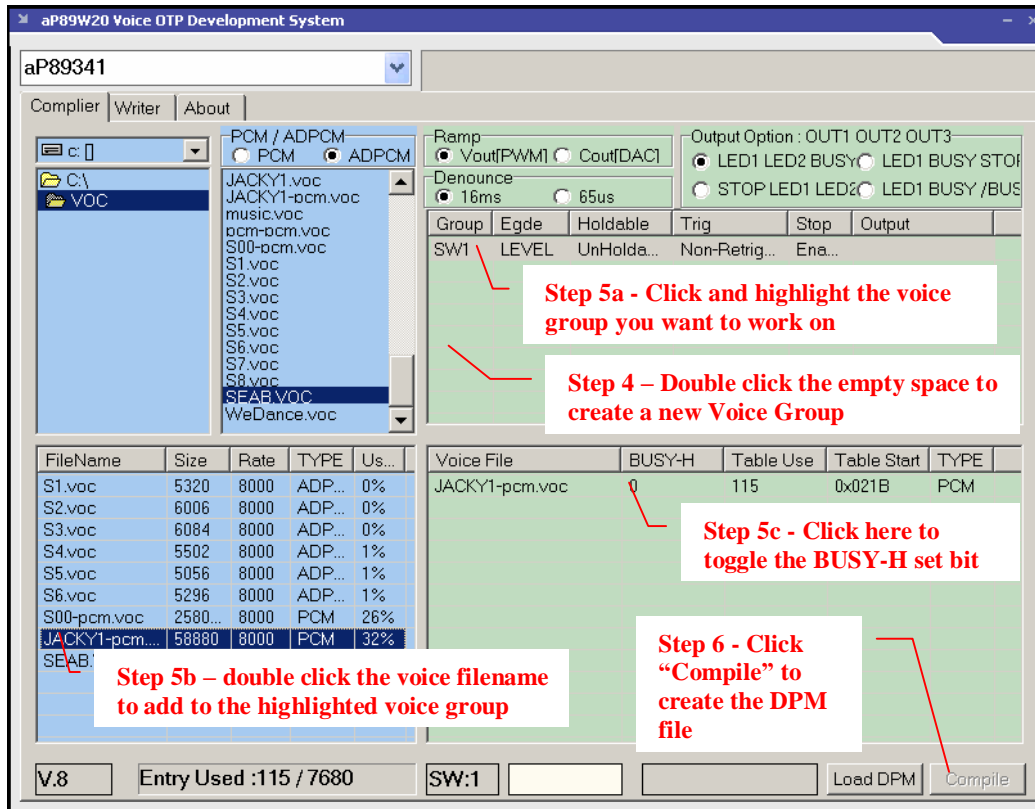 aP89W20 Voice OTP Development System
aP89341
Complier Writer About
c: []
C:\
VOC
PCM / ADPCM
PCM ADPCM
JACKY1.voc
JACKY1-pcm.voc
music.voc
pcm-pcm.voc
S00-pcm.voc
S1.voc
S2.voc
S3.voc
S4.voc
S5.voc
S6.voc
S7.voc
S8.voc
SEAB.VOC
WeDance.voc
Ramp
Vout[PWM] Cout[DAC]
Denounce
16ms 65us
Output Option : OUT1 OUT2 OUT3
LED1 LED2 BUSY LED1 BUSY STOP
STOP LED1 LED2 LED1 BUSY /BUS
Group Egde Holdable Trig Stop Output
SW1 LEVEL UnHolda... Non-Retrig... Ena...
Step 5a - Click and highlight the voice
group you want to work on
Step 4 – Double click the empty space to
create a new Voice Group
FileName Size Rate TYPE Us...
S1.voc 5320 8000 ADP... 0%
S2.voc 6006 8000 ADP... 0%
S3.voc 6084 8000 ADP... 0%
S4.voc 5502 8000 ADP... 1%
S5.voc 5056 8000 ADP... 1%
S6.voc 5296 8000 ADP... 1%
S00-pcm.voc 2580... 8000 PCM 26%
JACKY1-pcm.... 58880 8000 PCM 32%
SEAB.
Step 5b – double click the voice filename
to add to the highlighted voice group
Voice File BUSY-H Table Use Table Start TYPE
JACKY1-pcm.voc 0 115 0x021B PCM
Step 5c - Click here to
toggle the BUSY-H set bit
Step 6 - Click
“Compile” to
create the DPM
file
V.8 Entry Used :115 / 7680 SW:1 Load DPM Compile